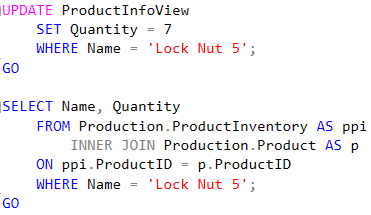 UPDATE ProductInfoView
SET Quantity = 7
WHERE Name = 'Lock Nut 5';
GO
SELECT Name, Quantity
FROM Production.ProductInventory AS ppi
INNER JOIN Production.Product AS p
ON ppi.ProductID = p.ProductID
WHERE Name = 'Lock Nut 5';
GO